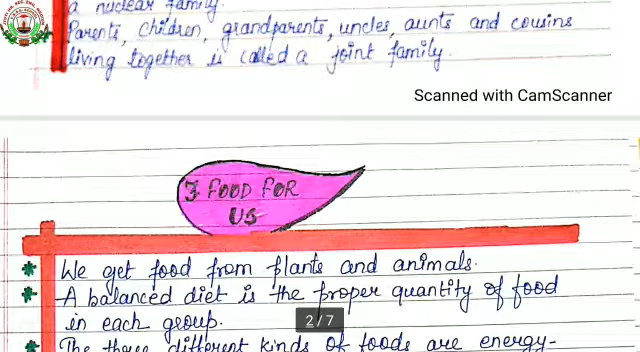 a nuclear family.
Parents, children, grandparents, uncles, aunts and cousins
living together is called a joint family.
Scanned with CamScanner
FOOD FOR
US
We get food from plants and animals.
A balanced diet is the proper quantity of food
in each group.
2/7
The three different kinds of foods are energy-